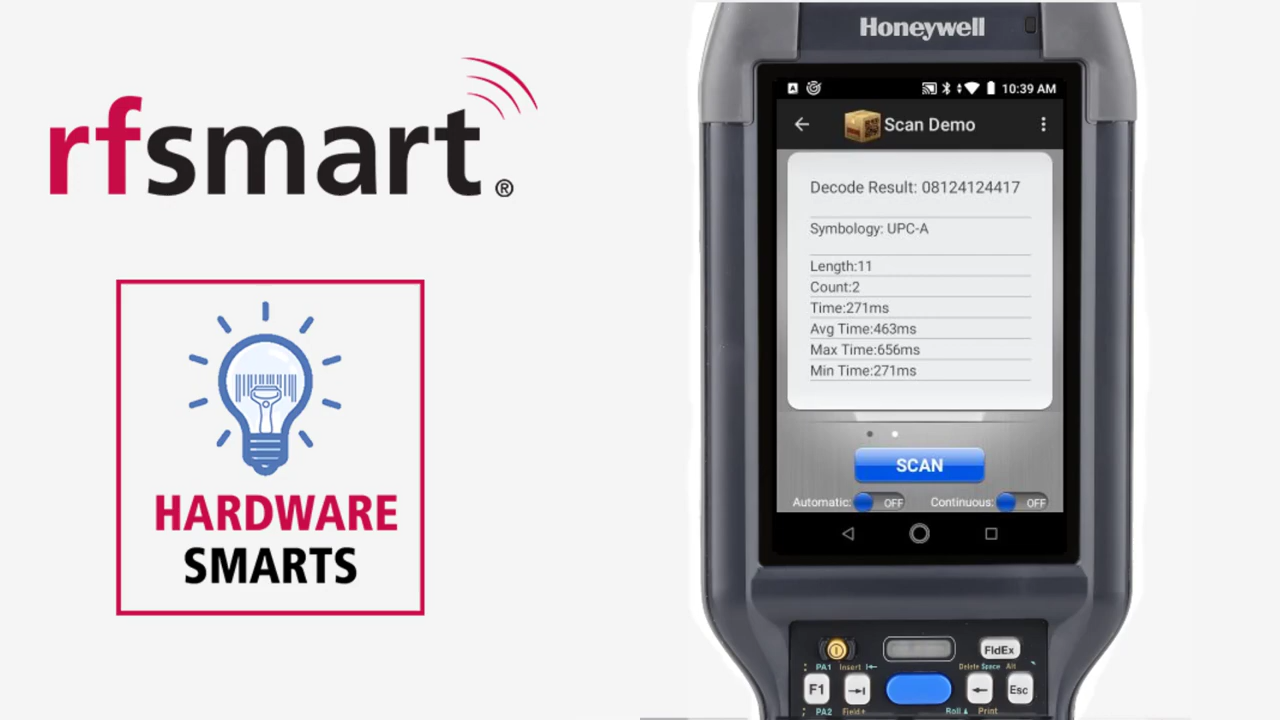 rfsmart®
HARDWARE
SMARTS
Honeywell
A 10:39 AM
Scan Demo
Decode Result: 08124124417
Symbology: UPC-A
Length:11
Count:2
Time:271ms
Avg Time:463ms
Max Time:656ms
Min Time:271ms
SCAN
Automatic: OFF Continuous: OFF
FldEx
PA1 Insert Delete Space Alt
F1 Esc
PA2 Field+ Roll Print